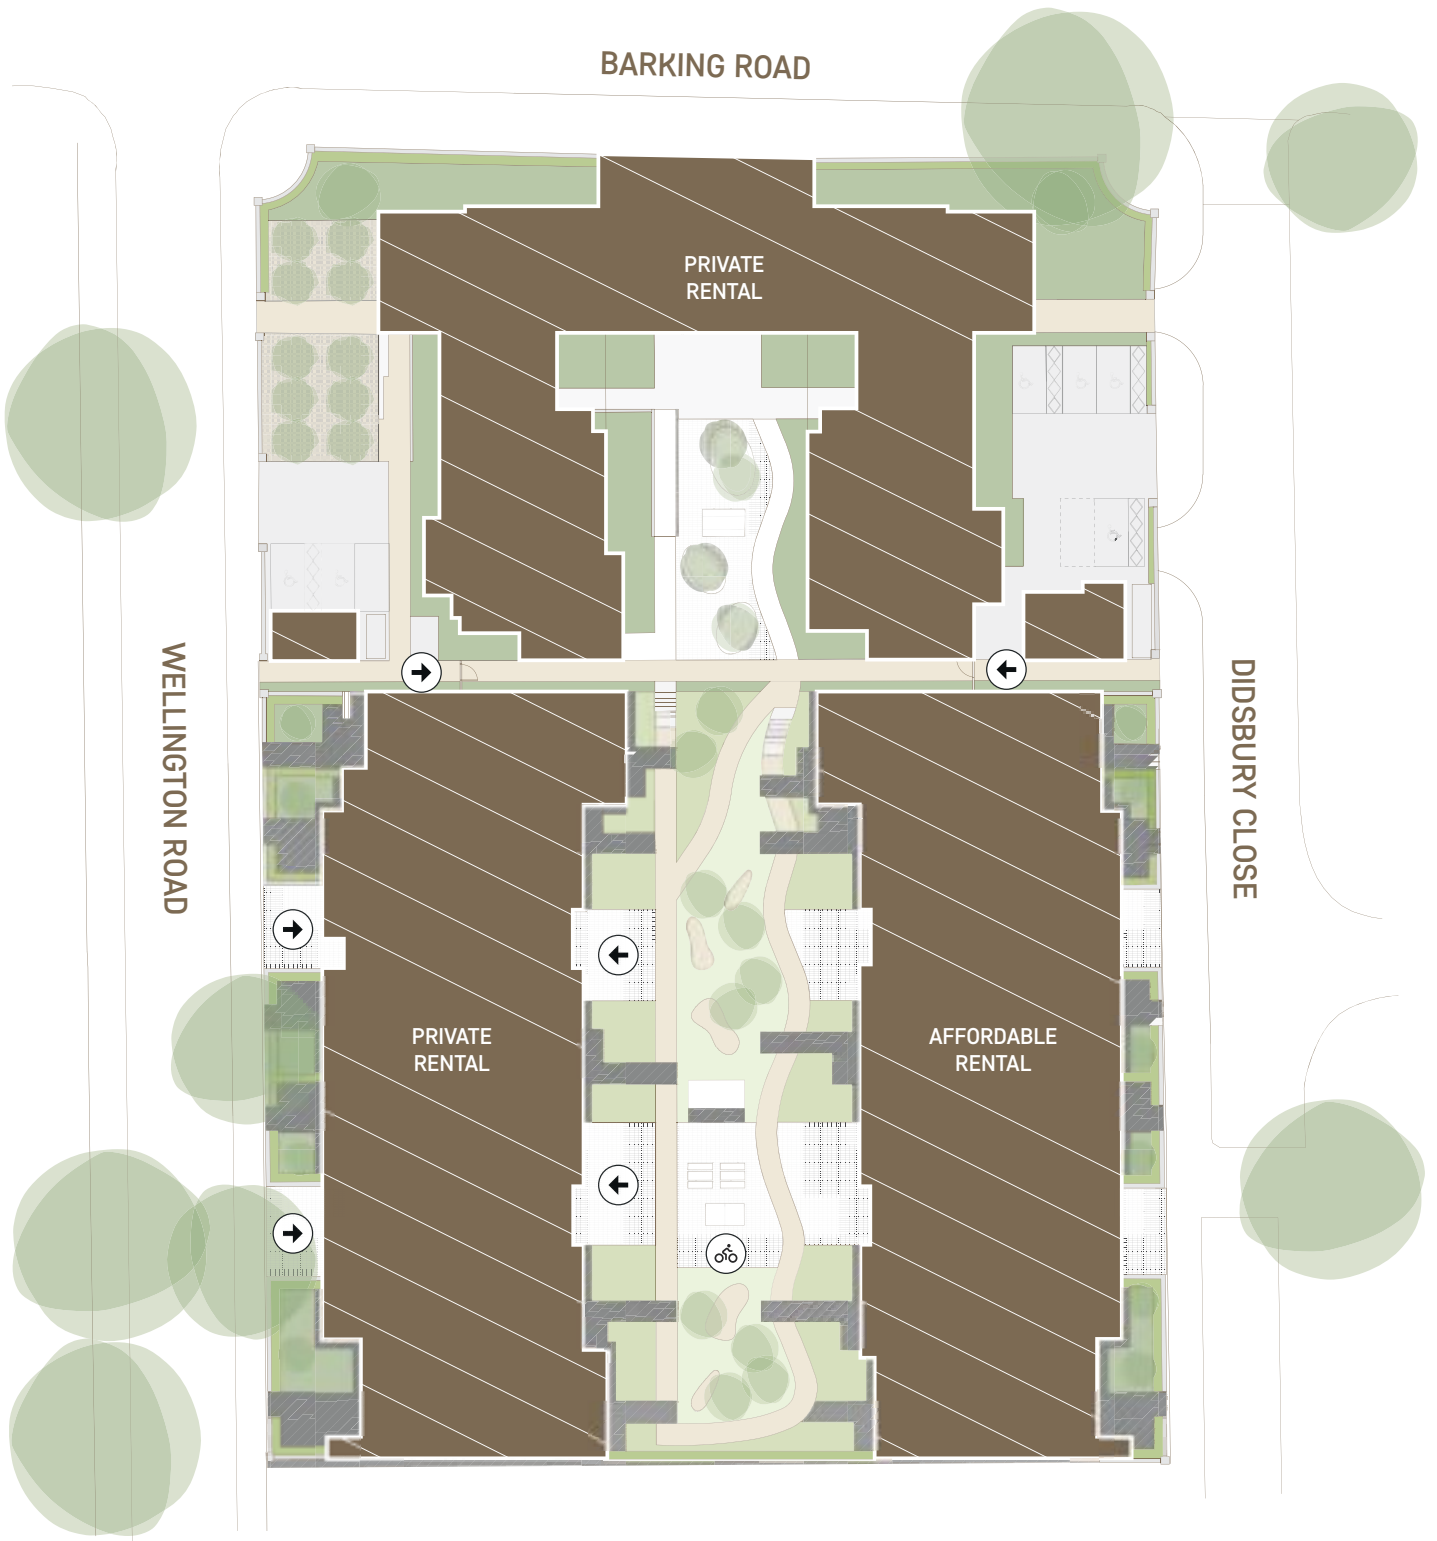 BARKING ROAD
PRIVATE
RENTAL
WELLINGTON ROAD
DIDSBURY CLOSE
PRIVATE
RENTAL
AFFORDABLE
RENTAL